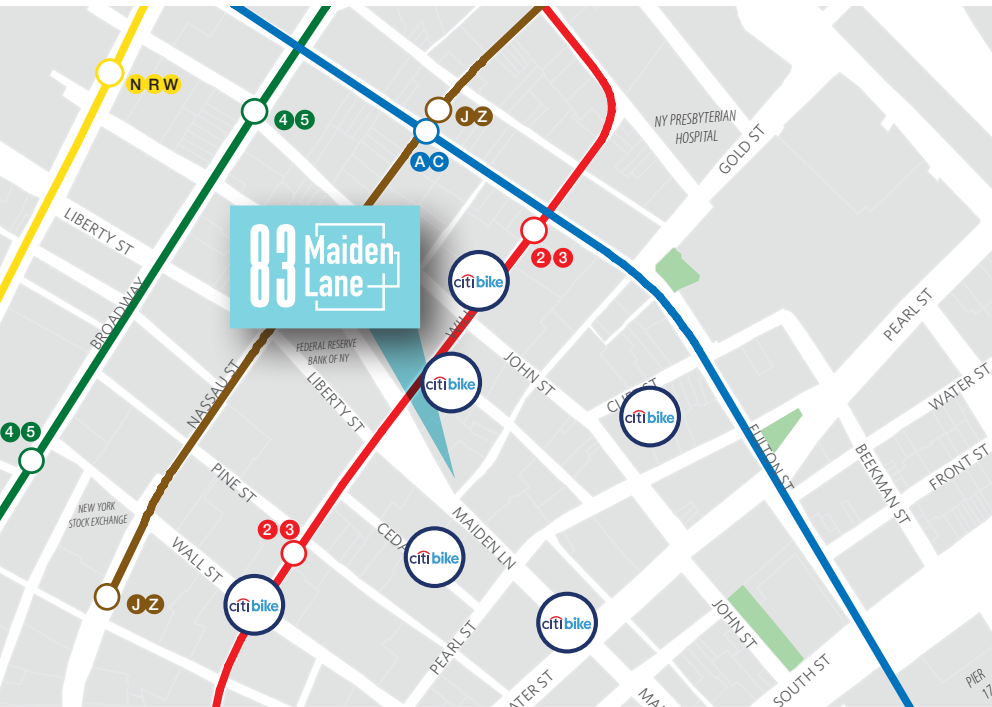 N R W
4 5
J Z
A C
NY PRESBYTERIAN
HOSPITAL
GOLD ST
LIBERTY ST
83 Maiden
Lane
2 3
citibike
BROADWAY
FEDERAL RESERVE
BANK OF NY
JOHN ST
PEARL ST
citibike
NASSAU ST
LIBERTY ST
citibike
WATER ST
4 5
FULTON ST
BEEKMAN ST
FRONT ST
PINE ST
NEW YORK
STOCK EXCHANGE
2 3
MAIDEN LN
WALL ST
citibike
J Z
citibike
citibike
JOHN ST
PEARL ST
SOUTH ST
PIER
17